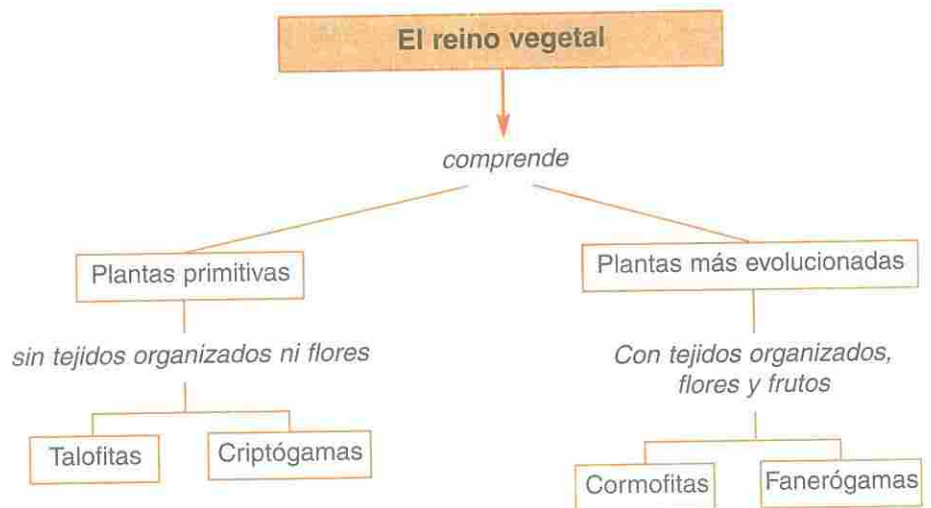 El reino vegetal
comprende
Plantas primitivas
Plantas más evolucionadas
sin tejidos organizados ni flores
Con tejidos organizados,
flores y frutos
Talofitas
Criptógamas
Cormofitas
Fanerógamas